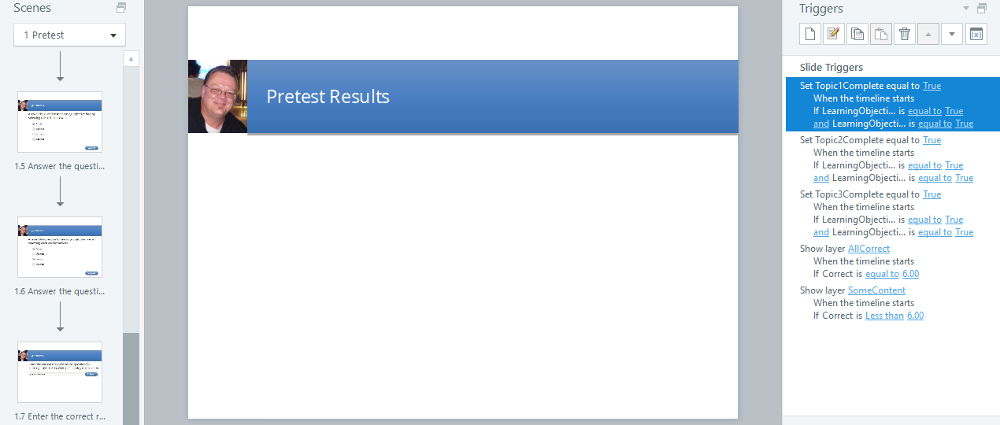 Scenes
1 Pretest
1.5 Answer the questi...
1.6 Answer the questi...
1.7 Enter the correct r...
Pretest Results
Triggers
Slide Triggers
Set Topic1Complete equal to True
When the timeline starts
If LearningObjecti... is equal to True
and LearningObjecti... is equal to True
Set Topic2Complete equal to True
When the timeline starts
If LearningObjecti... is equal to True
and LearningObjecti... is equal to True
Set Topic3Complete equal to True
When the timeline starts
If LearningObjecti... is equal to True
and LearningObjecti... is equal to True
Show layer AllCorrect
When the timeline starts
If Correct is equal to 6.00
Show layer SomeContent
When the timeline starts
If Correct is Less than 6.00